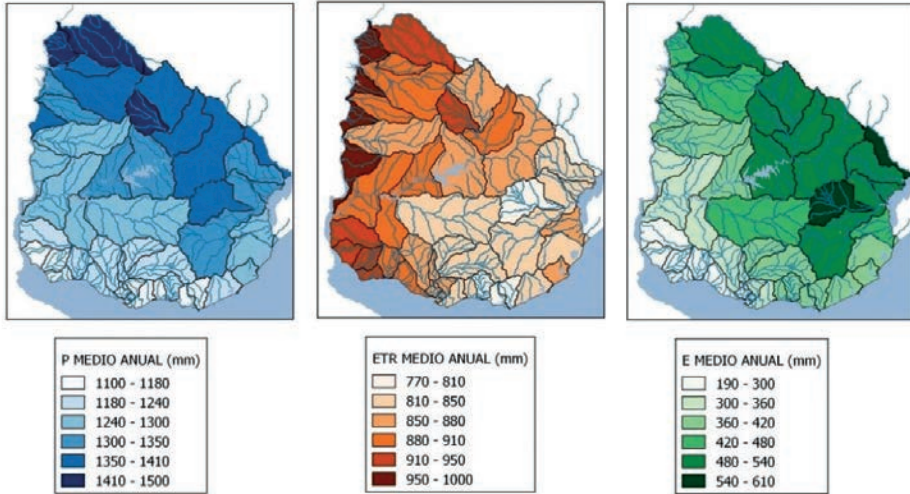 P MEDIO ANUAL (mm)
1100 - 1180
1180 - 1240
1240 - 1300
1300 - 1350
1350 - 1410
1410 - 1500
ETR MEDIO ANUAL (mm)
770 - 810
810 - 850
850 - 880
880 - 910
910 - 950
950 - 1000
E MEDIO ANUAL (mm)
190 - 300
300 - 360
360 - 420
420 - 480
480 - 540
540 - 610